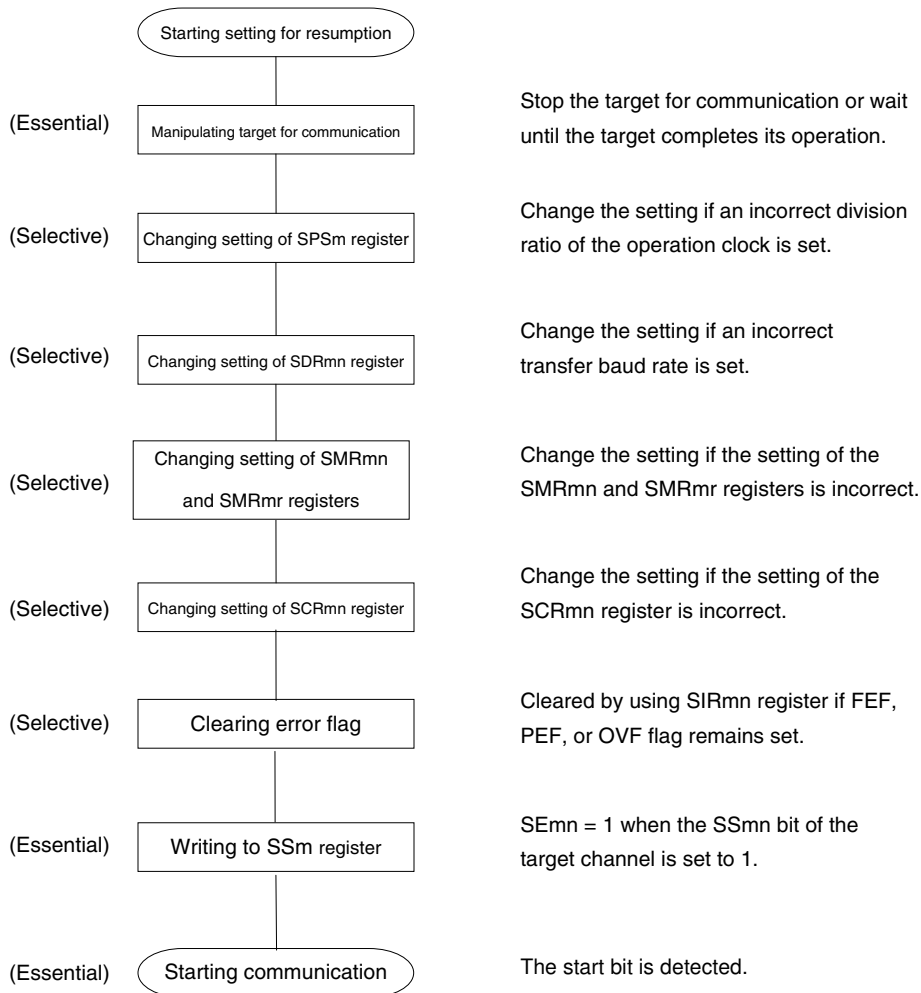 Starting setting for resumption
(Essential)
Manipulating target for communication
Stop the target for communication or wait
until the target completes its operation.
(Selective)
Changing setting of SPSm register
Change the setting if an incorrect division
ratio of the operation clock is set.
(Selective)
Changing setting of SDRmn register
Change the setting if an incorrect
transfer baud rate is set.
(Selective)
Changing setting of SMRmn
and SMRmr registers
Change the setting if the setting of the
SMRmn and SMRmr registers is incorrect.
(Selective)
Changing setting of SCRmn register
Change the setting if the setting of the
SCRmn register is incorrect.
(Selective)
Clearing error flag
Cleared by using SIRmn register if FEF,
PEF, or OVF flag remains set.
(Essential)
Writing to SSm register
SEmn = 1 when the SSmn bit of the
target channel is set to 1.
(Essential)
Starting communication
The start bit is detected.